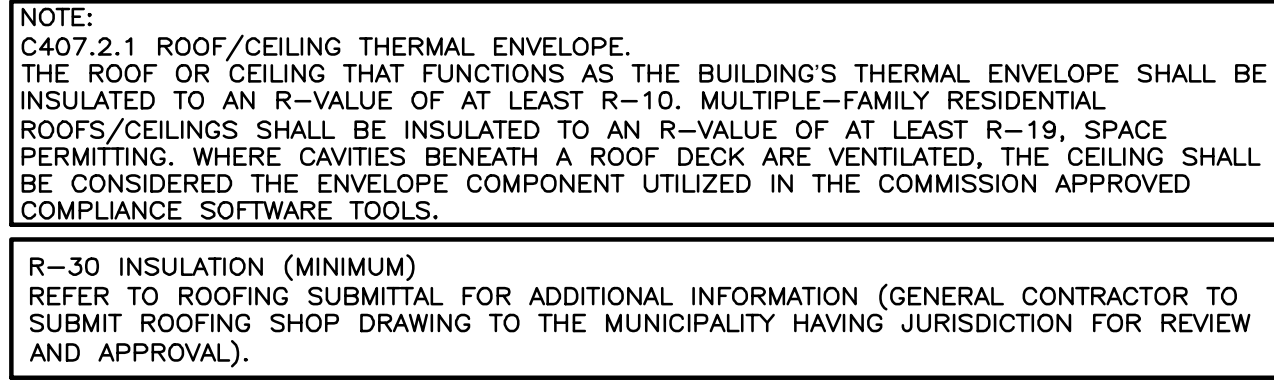 NOTE:
C407.2.1 ROOF/CEILING THERMAL ENVELOPE.
THE ROOF OR CEILING THAT FUNCTIONS AS THE BUILDING'S THERMAL ENVELOPE SHALL BE
INSULATED TO AN R-VALUE OF AT LEAST R-10. MULTIPLE-FAMILY RESIDENTIAL
ROOFS/CEILINGS SHALL BE INSULATED TO AN R-VALUE OF AT LEAST R-19, SPACE
PERMITTING. WHERE CAVITIES BENEATH A ROOF DECK ARE VENTILATED, THE CEILING SHALL
BE CONSIDERED THE ENVELOPE COMPONENT UTILIZED IN THE COMMISSION APPROVED
COMPLIANCE SOFTWARE TOOLS.
R-30 INSULATION (MINIMUM)
REFER TO ROOFING SUBMITTAL FOR ADDITIONAL INFORMATION (GENERAL CONTRACTOR TO
SUBMIT ROOFING SHOP DRAWING TO THE MUNICIPALITY HAVING JURISDICTION FOR REVIEW
AND APPROVAL).